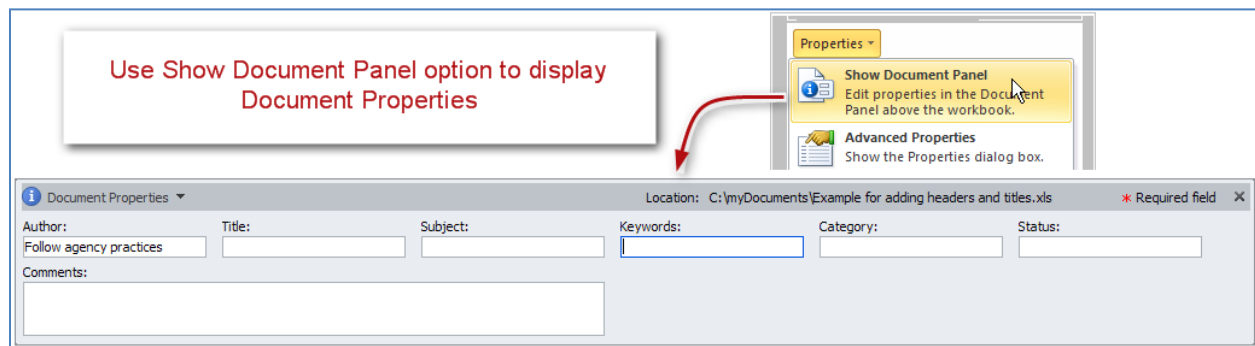 Use Show Document Panel option to display
Document Properties
Properties
Show Document Panel
Edit properties in the Document
Panel above the workbook.
Advanced Properties
Show the Properties dialog box.
Document Properties
Location: C:\myDocuments\Example for adding headers and titles.xls
* Required field
Author: Title: Subject: Keywords: Category: Status:
Follow agency practices
Comments: